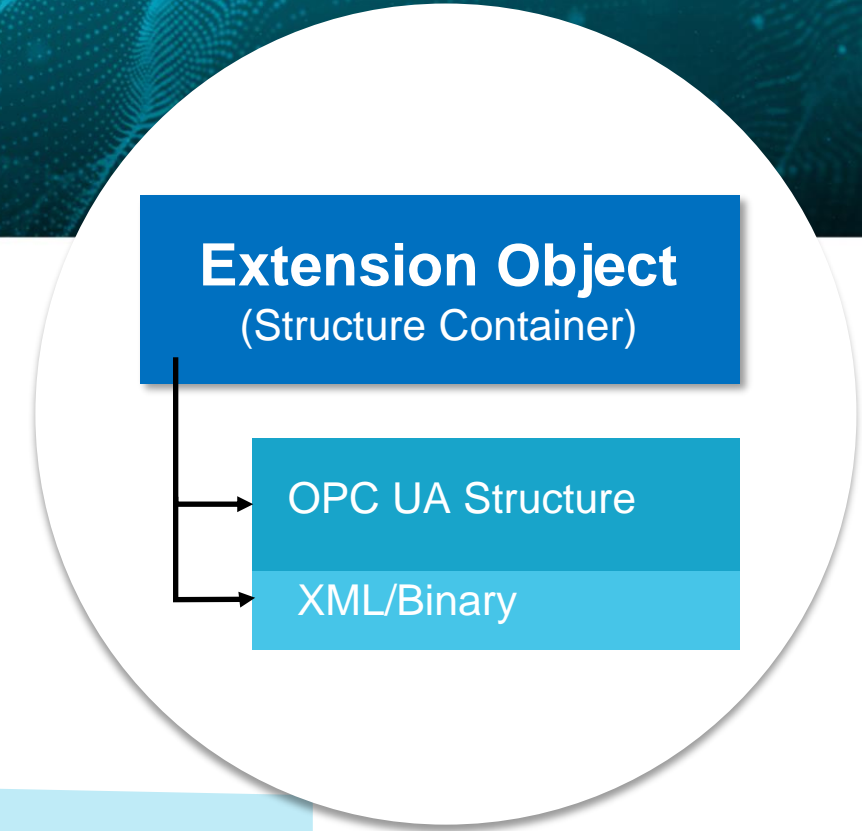 Extension Object
(Structure Container)
OPC UA Structure
XML/Binary